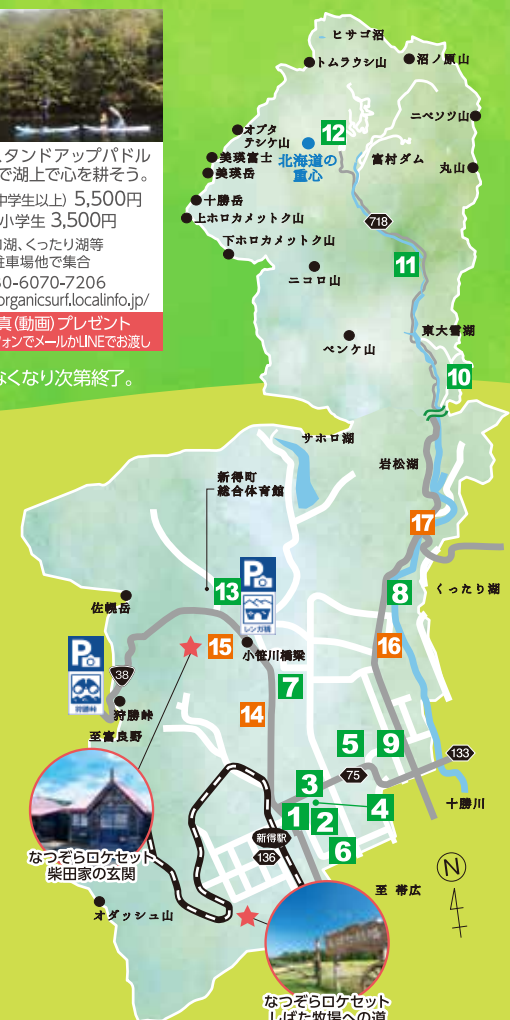 タンドアップパドル
で湖上で心を耕そう。
中学生以上) 5,500円
小学生 3,500円
湖、くったり湖等
駐車場他で集合
0-6070-7206
organicsurf.localinfo.jp/
真(動画)プレゼント
フォンでメールかLINEでお渡し
なくなり次第終了。
ヒサゴ沼
トムラウシ山
沼ノ原山
ニペソツ山
オプタ
テシケ山
12
北海道の
重心
富村ダム
丸山
美瑛富士
美瑛岳
十勝岳
上ホロカメットク山
718
下ホロカメットク山
11
ニコロ山
東大雪湖
ペンケ山
10
サホロ湖
岩松湖
新得町
総合体育館
17
P
レンガ橋
13
8
くったり湖
佐幌岳
15
小笹川橋梁
16
P
狩勝峠
38
7
狩勝峠
至富良野
14
5
9
133
3
75
1
2
4
十勝川
新得駅
136
6
なつぞらロケセット
柴田家の玄関
至 帯広
N
オダッシュ山
なつぞらロケセット
しばた牧場への道